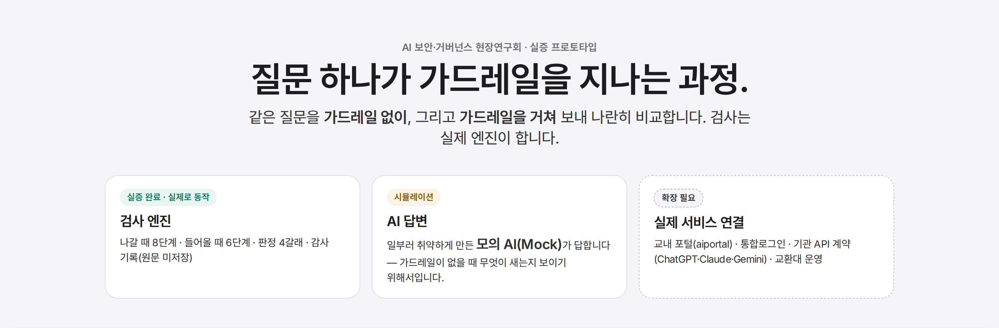 AI 보안·거버넌스 현장연구회 · 실증 프로토타입
질문 하나가 가드레일을 지나는 과정.
같은 질문을 가드레일 없이, 그리고 가드레일을 거쳐 보내 나란히 비교합니다. 검사는
실제 엔진이 합니다.
실증 완료 · 실제로 동작
검사 엔진
나갈 때 8단계 · 들어올 때 6단계 · 판정 4갈래 · 감사
기록(원문 미저장)
시뮬레이션
AI 답변
일부러 취약하게 만든 모의 AI(Mock)가 답합니다
— 가드레일이 없을 때 무엇이 새는지 보이기
위해서입니다.
확장 필요
실제 서비스 연결
교내 포털(aiportal) · 통합로그인 · 기관 API 계약
(ChatGPT·Claude·Gemini) · 교환대 운영